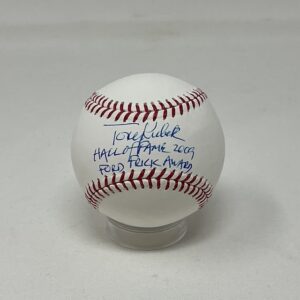 Tony Kubek
HALL of FAME 2009
FORD FRICK AWARD